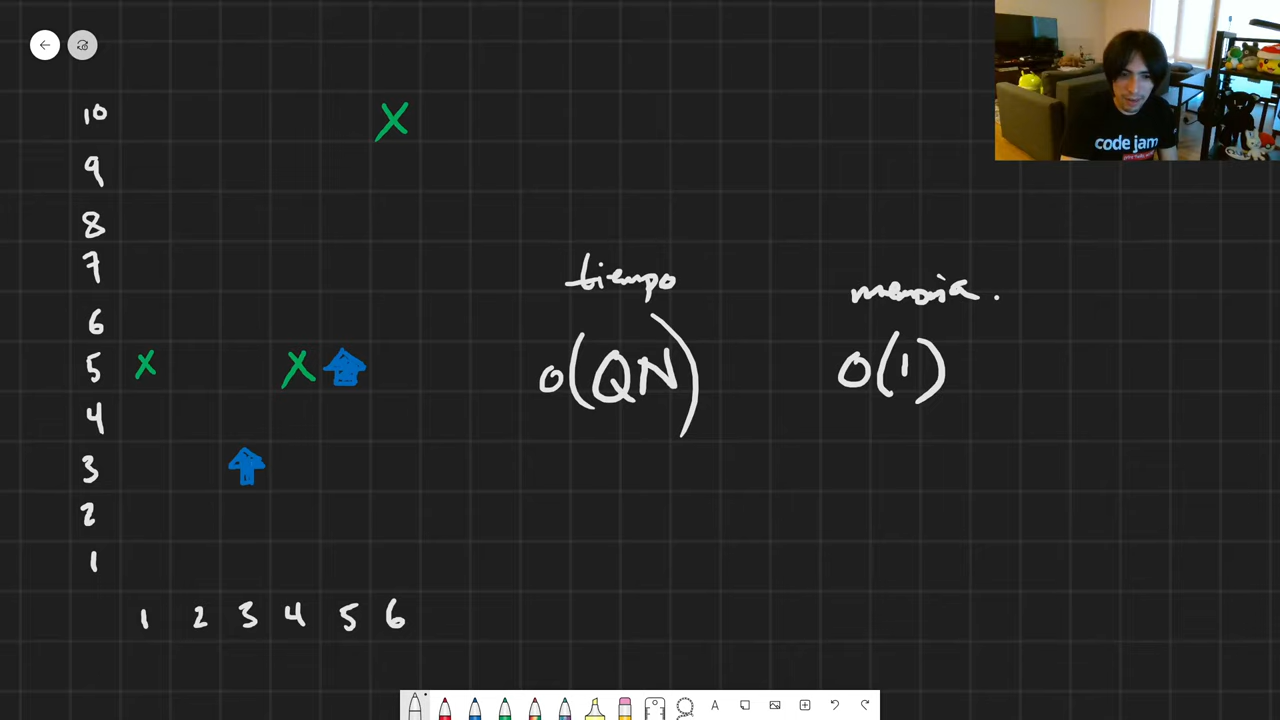 10
9
8
7
6
5
4
3
2
1
1 2 3 4 5 6
X
X X
tiempo
O(QN)
memoria.
O(1)
code jam
A